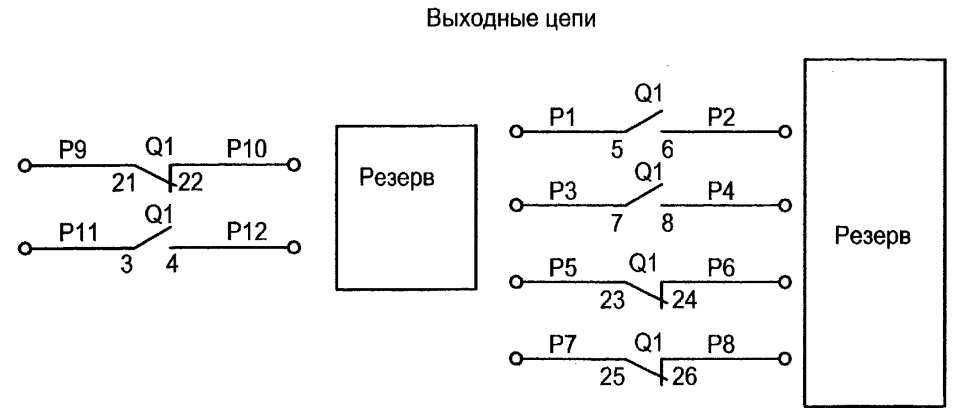 Выходные цепи
P9 Q1 P10
21 22
P11 Q1 P12
3 4
Резерв
P1 Q1 P2
5 6
P3 Q1 P4
7 8
P5 Q1 P6
23 24
P7 Q1 P8
25 26
Резерв